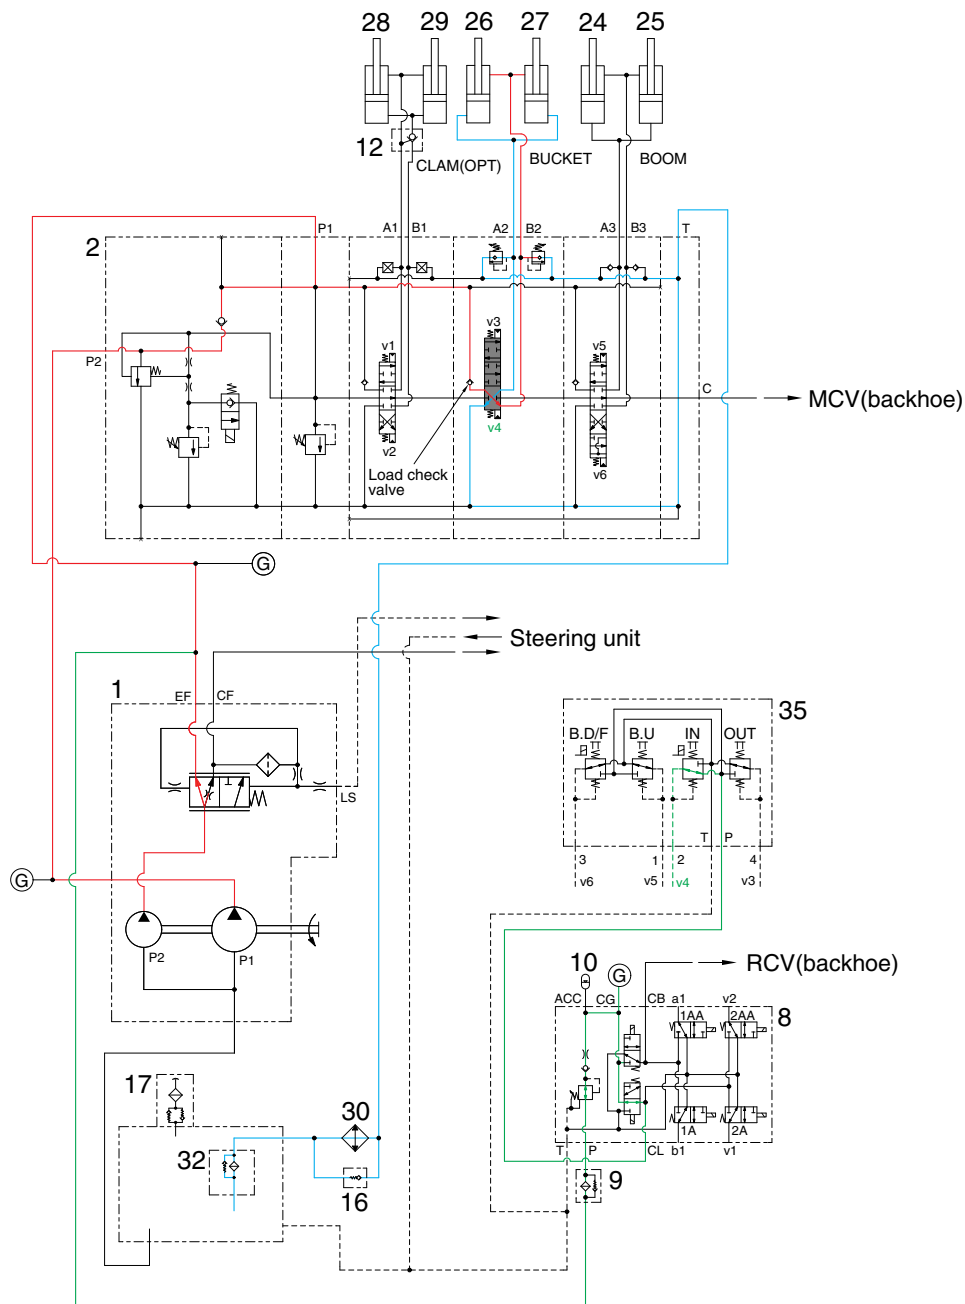 28 29 26 27 24 25
12
CLAM(OPT) BUCKET BOOM
2 P1 A1 B1 A2 B2 A3 B3 T
v1 v3 v5
P2
C
MCV(backhoe)
v2 v4
Load check
valve
v6
G
Steering unit
1 EF CF
LS
35
B.D/F B.U IN OUT
T P
3 1 2 4
v6 v5 v4 v3
G
P2 P1
10 G RCV(backhoe)
ACC CG CB a1 v2
1AA 2AA 8
1A 2A
T P CL b1 v1
17
30
32
16
9